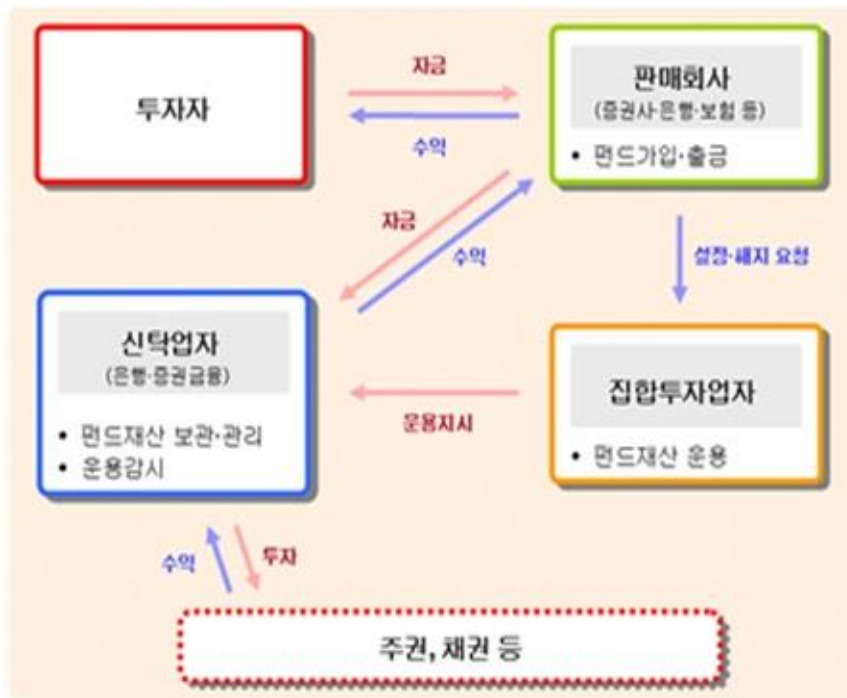 투자자
자금
수익
판매회사
(증권사·은행·보험 등)
• 펀드가입·출금
자금
수익
설정·해지 요청
신탁업자
(은행·증권금융)
• 펀드재산 보관·관리
• 운용감시
운용지시
집합투자업자
• 펀드재산 운용
수익
투자
주권, 채권 등